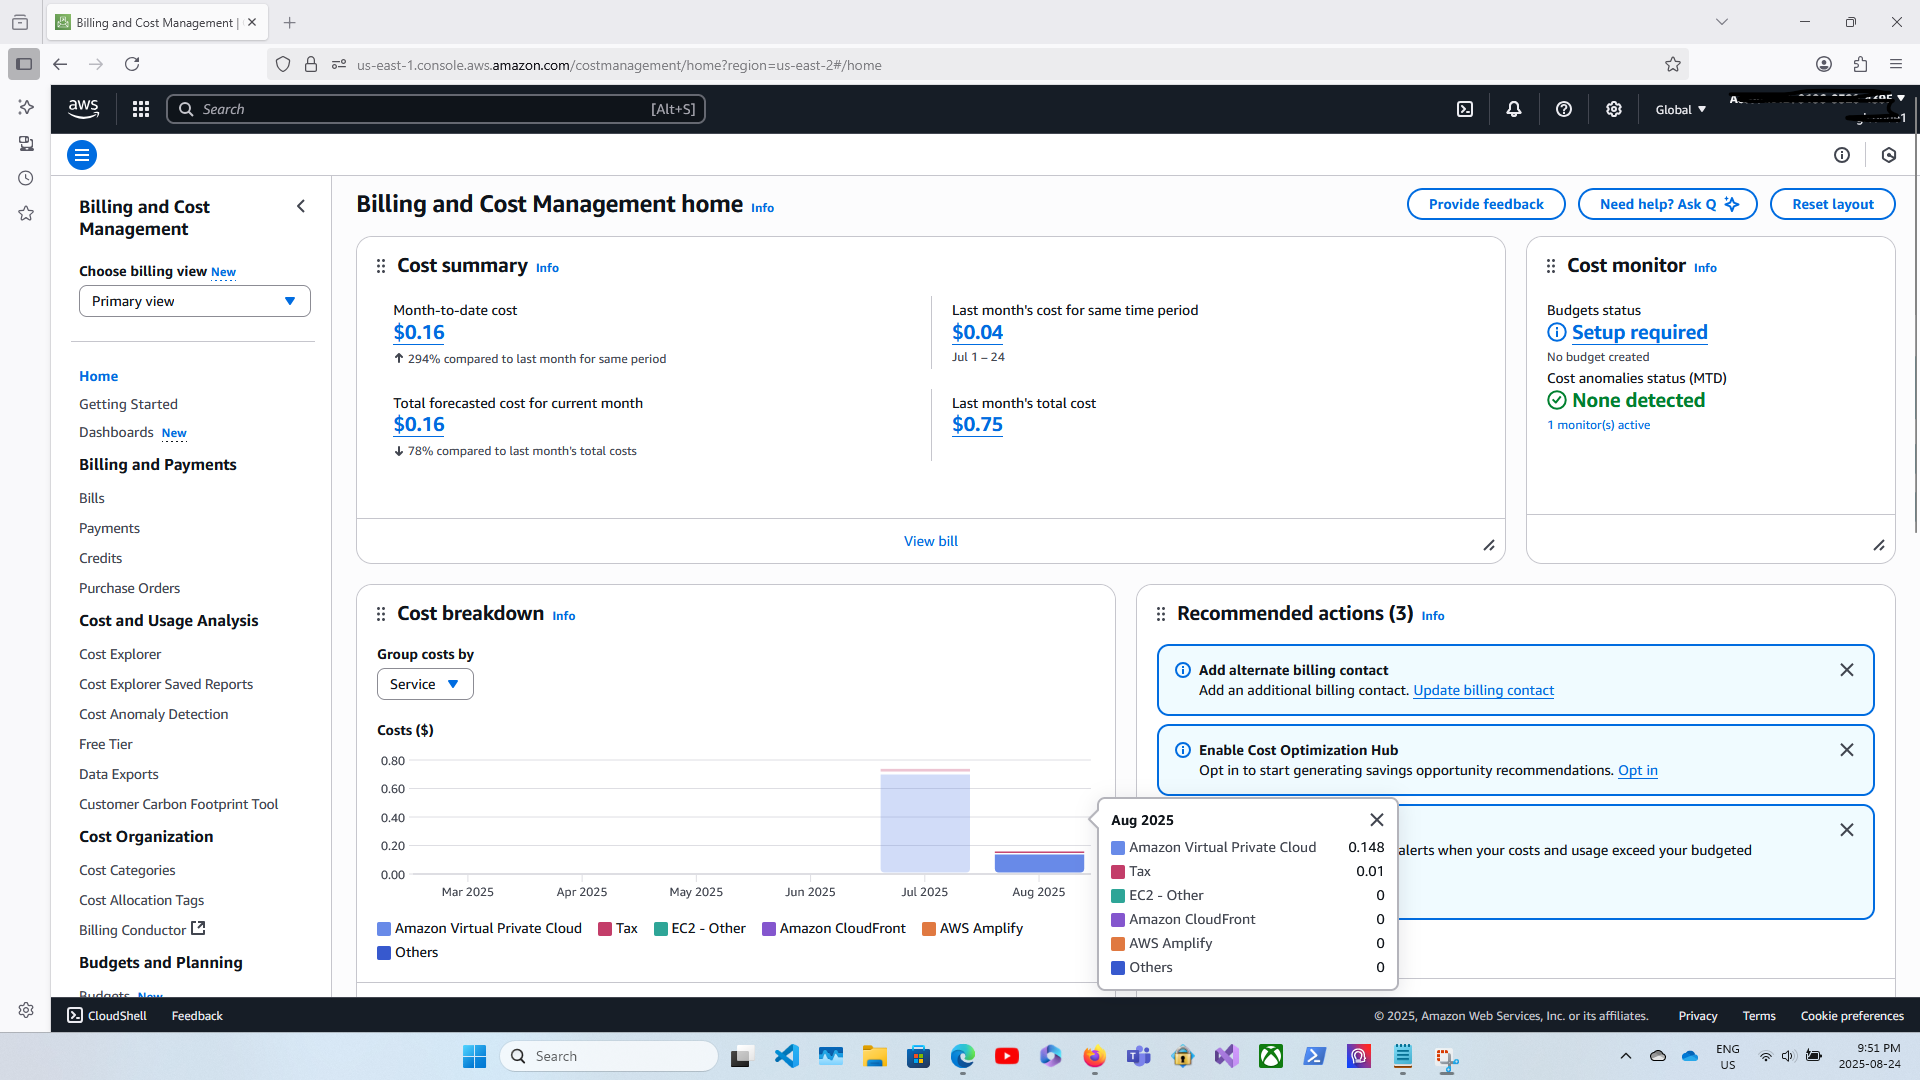 Billing and Cost Management |
us-east-1.console.aws.amazon.com/costmanagement/home?region=us-east-2#/home
aws
Search
[Alt+S]
Global
Billing and Cost Management
Choose billing view New
Primary view
Home
Getting Started
Dashboards New
Billing and Payments
Bills
Payments
Credits
Purchase Orders
Cost and Usage Analysis
Cost Explorer
Cost Explorer Saved Reports
Cost Anomaly Detection
Free Tier
Data Exports
Customer Carbon Footprint Tool
Cost Organization
Cost Categories
Cost Allocation Tags
Billing Conductor
Budgets and Planning
Budgets New
Billing and Cost Management home Info
Provide feedback
Need help? Ask Q
Reset layout
Cost summary Info
Month-to-date cost
$0.16
294% compared to last month for same period
Last month's cost for same time period
$0.04
Jul 1 – 24
Total forecasted cost for current month
$0.16
78% compared to last month's total costs
Last month's total cost
$0.75
View bill
Cost monitor Info
Budgets status
Setup required
No budget created
Cost anomalies status (MTD)
None detected
1 monitor(s) active
Cost breakdown Info
Group costs by
Service
Costs ($)
0.80
0.60
0.40
0.20
0.00
Mar 2025
Apr 2025
May 2025
Jun 2025
Jul 2025
Aug 2025
Amazon Virtual Private Cloud
Tax
EC2 - Other
Amazon CloudFront
AWS Amplify
Others
Aug 2025
Amazon Virtual Private Cloud 0.148
Tax 0.01
EC2 - Other 0
Amazon CloudFront 0
AWS Amplify 0
Others 0
Recommended actions (3) Info
Add alternate billing contact
Add an additional billing contact. Update billing contact
Enable Cost Optimization Hub
Opt in to start generating savings opportunity recommendations. Opt in
alerts when your costs and usage exceed your budgeted
CloudShell
Feedback
© 2025, Amazon Web Services, Inc. or its affiliates.
Privacy
Terms
Cookie preferences
Search
ENG
US
9:51 PM
2025-08-24